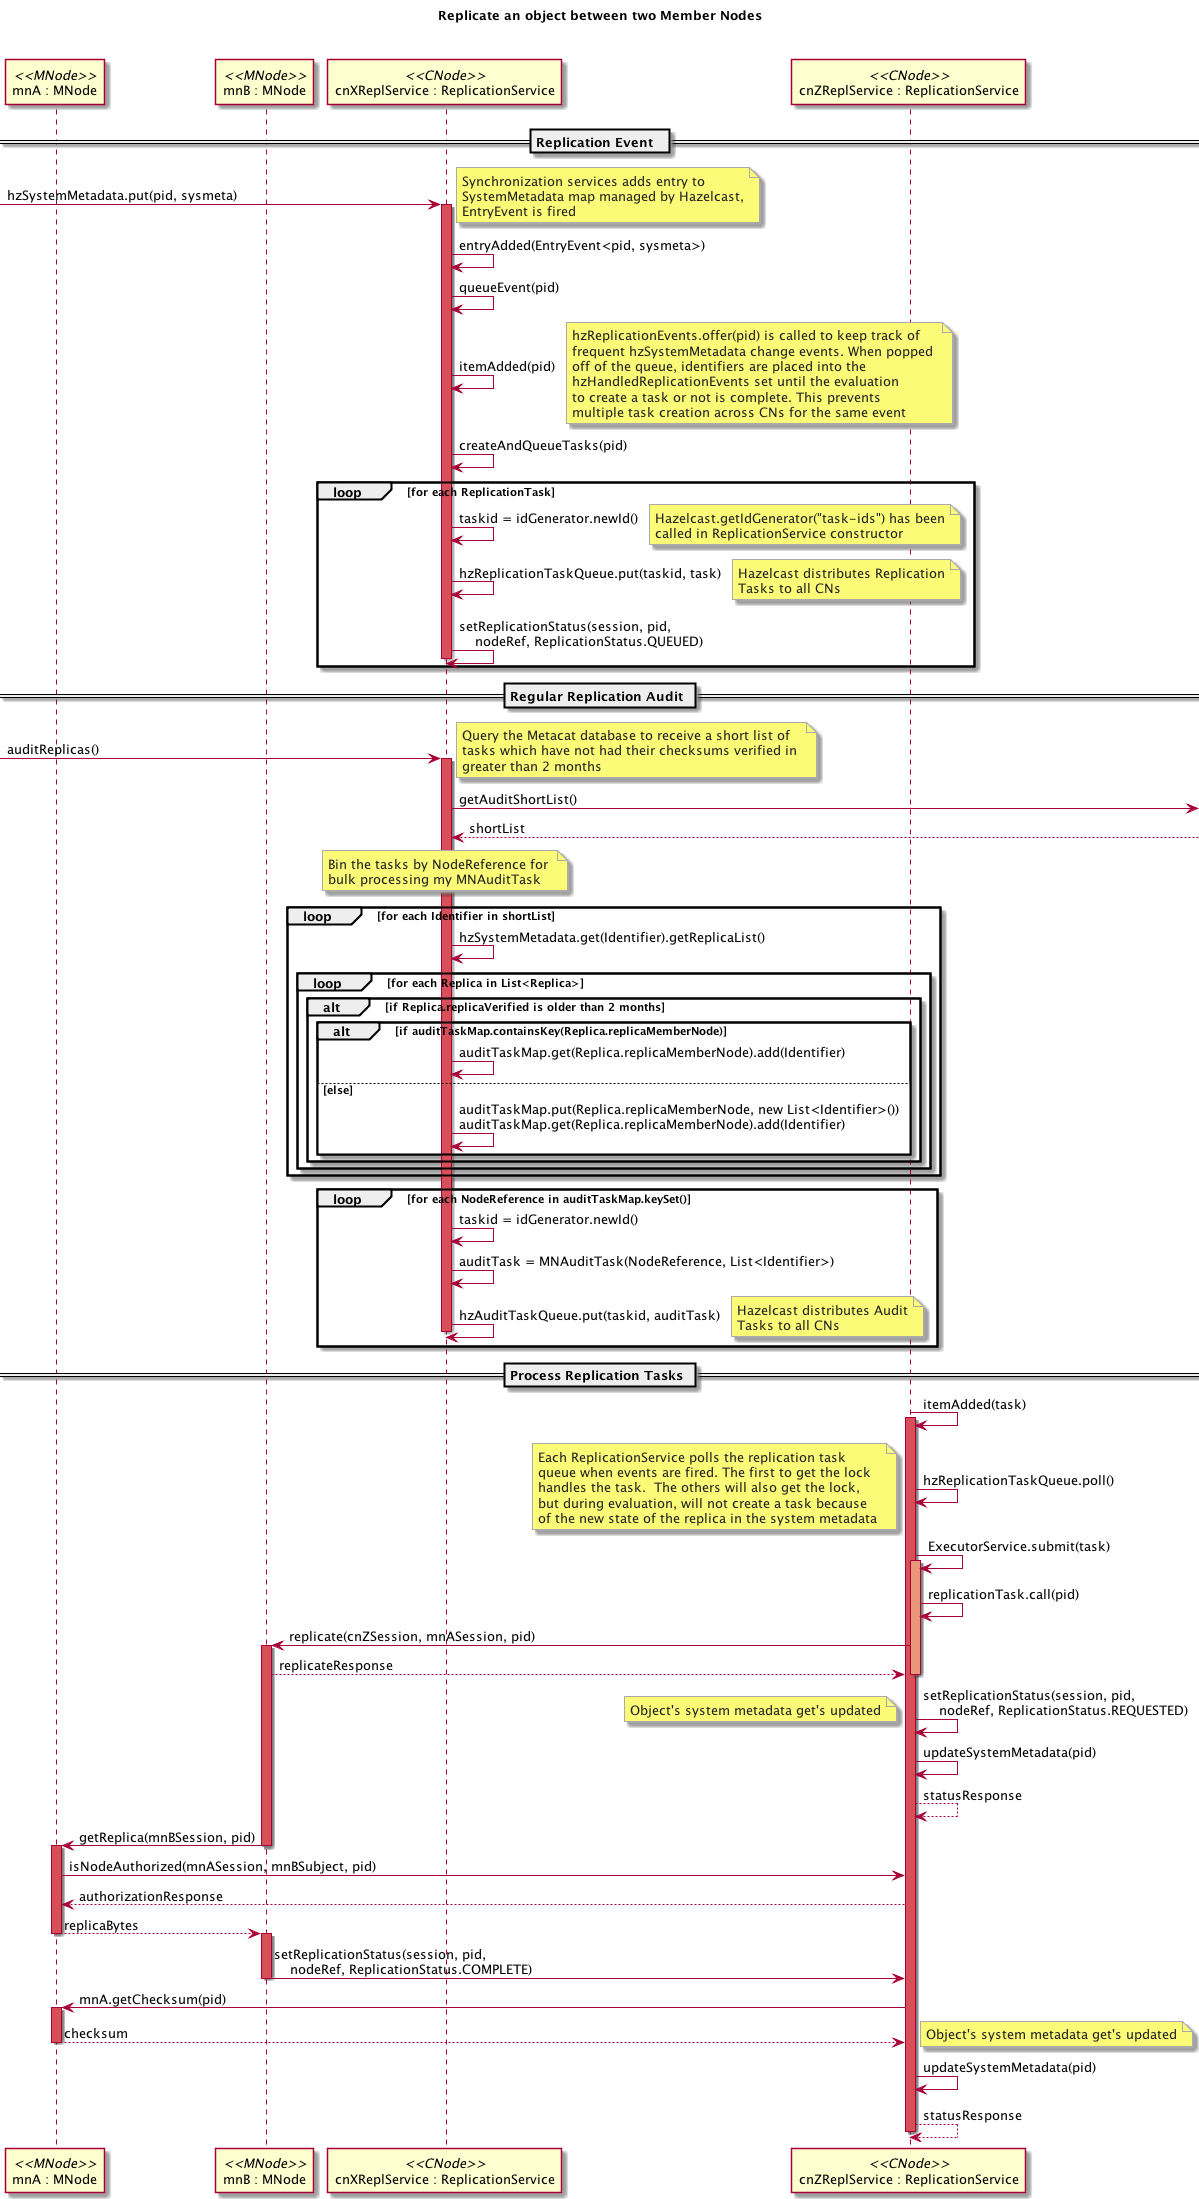 Replicate an object between two Member Nodes
<<MNode>>
mnA : MNode
<<MNode>>
mnB : MNode
<<CNode>>
cnXReplService : ReplicationService
<<CNode>>
cnZReplService : ReplicationService
Replication Event
hzSystemMetadata.put(pid, sysmeta)
Synchronization services adds entry to
SystemMetadata map managed by Hazelcast,
EntryEvent is fired
entryAdded(EntryEvent<pid, sysmeta>)
queueEvent(pid)
itemAdded(pid)
hzReplicationEvents.offer(pid) is called to keep track of
frequent hzSystemMetadata change events. When popped
off of the queue, identifiers are placed into the
hzHandledReplicationEvents set until the evaluation
to create a task or not is complete. This prevents
multiple task creation across CNs for the same event
createAndQueueTasks(pid)
loop
[for each ReplicationTask]
taskid = idGenerator.newId()
Hazelcast.getIdGenerator("task-ids") has been
called in ReplicationService constructor
hzReplicationTaskQueue.put(taskid, task)
Hazelcast distributes Replication
Tasks to all CNs
setReplicationStatus(session, pid,
nodeRef, ReplicationStatus.QUEUED)
Regular Replication Audit
auditReplicas()
Query the Metacat database to receive a short list of
tasks which have not had their checksums verified in
greater than 2 months
getAuditShortList()
shortList
Bin the tasks by NodeReference for
bulk processing my MNAuditTask
loop
[for each Identifier in shortList]
hzSystemMetadata.get(Identifier).getReplicaList()
loop
[for each Replica in List<Replica>]
alt
[if Replica.replicaVerified is older than 2 months]
alt
[if auditTaskMap.containsKey(Replica.replicaMemberNode)]
auditTaskMap.get(Replica.replicaMemberNode).add(Identifier)
[else]
auditTaskMap.put(Replica.replicaMemberNode, new List<Identifier>())
auditTaskMap.get(Replica.replicaMemberNode).add(Identifier)
loop
[for each NodeReference in auditTaskMap.keySet()]
taskid = idGenerator.newId()
auditTask = MNAuditTask(NodeReference, List<Identifier>)
hzAuditTaskQueue.put(taskid, auditTask)
Hazelcast distributes Audit
Tasks to all CNs
Process Replication Tasks
itemAdded(task)
Each ReplicationService polls the replication task
queue when events are fired. The first to get the lock
handles the task.  The others will also get the lock,
but during evaluation, will not create a task because
of the new state of the replica in the system metadata
hzReplicationTaskQueue.poll()
ExecutorService.submit(task)
replicationTask.call(pid)
replicate(cnZSession, mnASession, pid)
replicateResponse
setReplicationStatus(session, pid,
nodeRef, ReplicationStatus.REQUESTED)
Object's system metadata get's updated
updateSystemMetadata(pid)
statusResponse
getReplica(mnBSession, pid)
isNodeAuthorized(mnASession, mnBSubject, pid)
authorizationResponse
replicaBytes
setReplicationStatus(session, pid,
nodeRef, ReplicationStatus.COMPLETE)
mnA.getChecksum(pid)
checksum
Object's system metadata get's updated
updateSystemMetadata(pid)
statusResponse
<<MNode>>
mnA : MNode
<<MNode>>
mnB : MNode
<<CNode>>
cnXReplService : ReplicationService
<<CNode>>
cnZReplService : ReplicationService